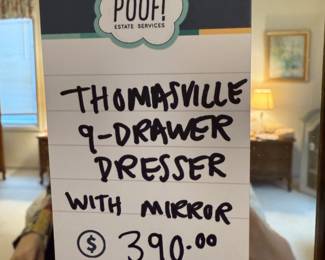 POOF!
ESTATE SERVICES
THOMASVILLE
9-DRAWER
DRESSER
WITH MIRROR
$ 390.00